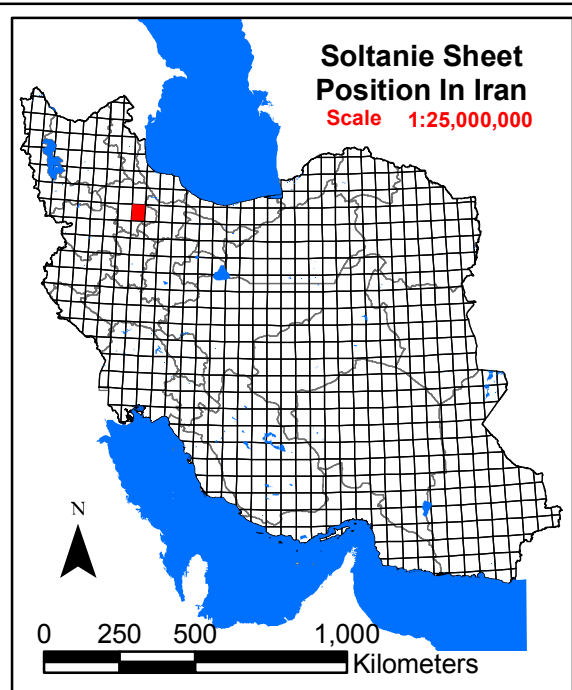 Soltanie Sheet
Position In Iran
Scale 1:25,000,000
N
0 250 500 1,000
Kilometers